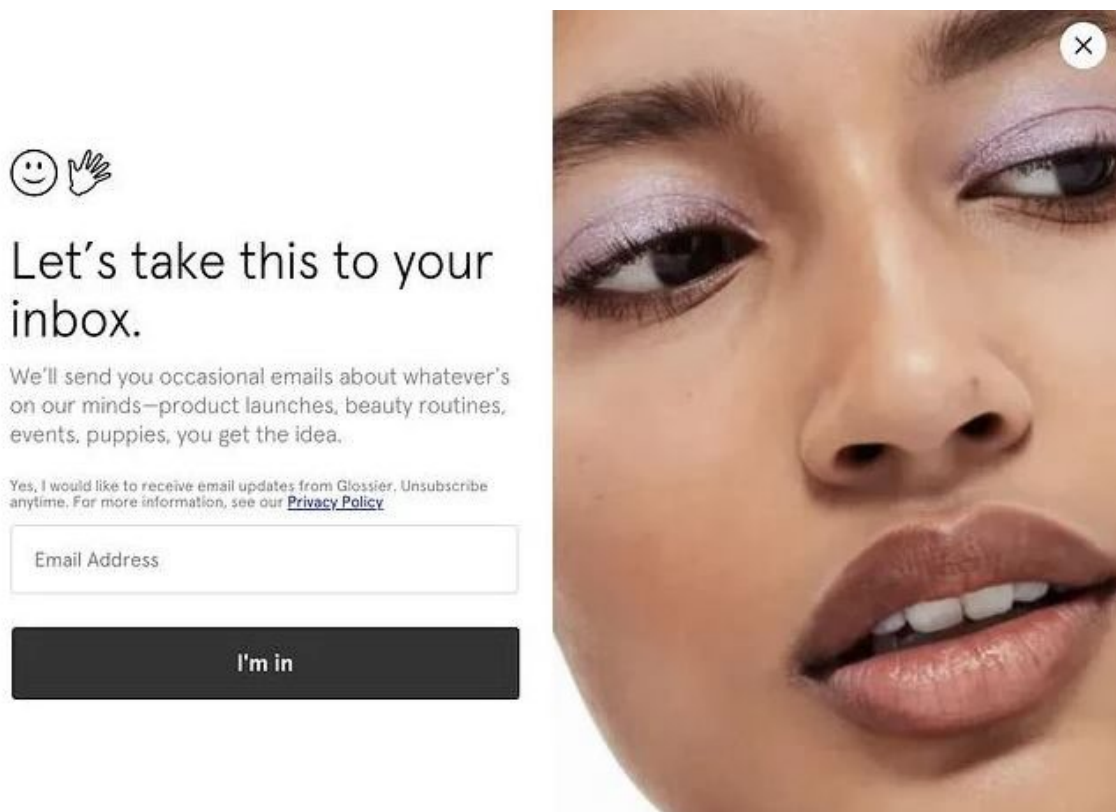 Let’s take this to your
inbox.
We’ll send you occasional emails about whatever’s
on our minds—product launches, beauty routines,
events, puppies, you get the idea.
Yes, I would like to receive email updates from Glossier. Unsubscribe
anytime. For more information, see our Privacy Policy
Email Address
I'm in